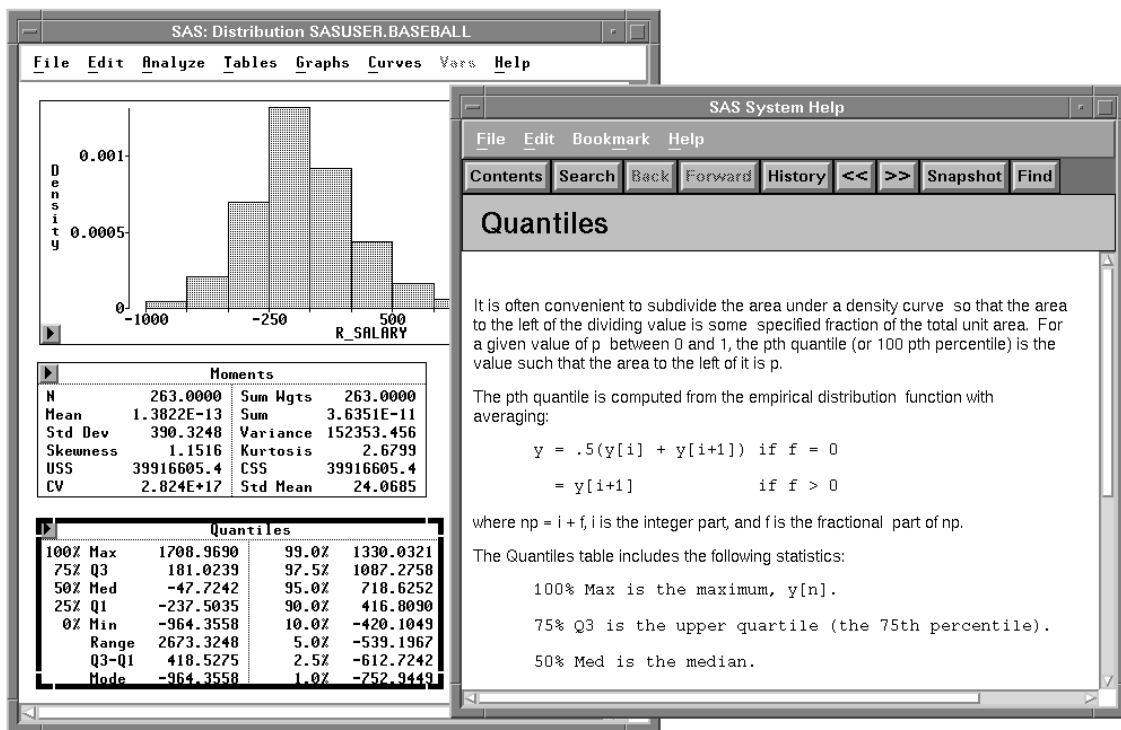 SAS: Distribution SASUSER.BASEBALL
File Edit Analyze Tables Graphs Curves Vars Help
Density
0.001
0.0005
0
-1000 -250 500
R_SALARY
Moments
N 263.0000 Sum Wgts 263.0000
Mean 1.3822E-13 Sum 3.6351E-11
Std Dev 390.3248 Variance 152353.456
Skewness 1.1516 Kurtosis 2.6799
USS 39916605.4 CSS 39916605.4
CV 2.824E+17 Std Mean 24.0685
Quantiles
100% Max 1708.9690 99.0% 1330.0321
75% Q3 181.0239 97.5% 1087.2758
50% Med -47.7242 95.0% 718.6252
25% Q1 -237.5035 90.0% 416.8090
0% Min -964.3558 10.0% -420.1049
Range 2673.3248 5.0% -539.1967
Q3-Q1 418.5275 2.5% -612.7242
Mode -964.3558 1.0% -752.9449
SAS System Help
File Edit Bookmark Help
Contents Search Back Forward History << >> Snapshot Find
Quantiles
It is often convenient to subdivide the area under a density curve so that the area
to the left of the dividing value is some specified fraction of the total unit area. For
a given value of p between 0 and 1, the pth quantile (or 100 pth percentile) is the
value such that the area to the left of it is p.
The pth quantile is computed from the empirical distribution function with
averaging:
y = .5(y[i] + y[i+1]) if f = 0
= y[i+1] if f > 0
where np = i + f, i is the integer part, and f is the fractional part of np.
The Quantiles table includes the following statistics:
100% Max is the maximum, y[n].
75% Q3 is the upper quartile (the 75th percentile).
50% Med is the median.